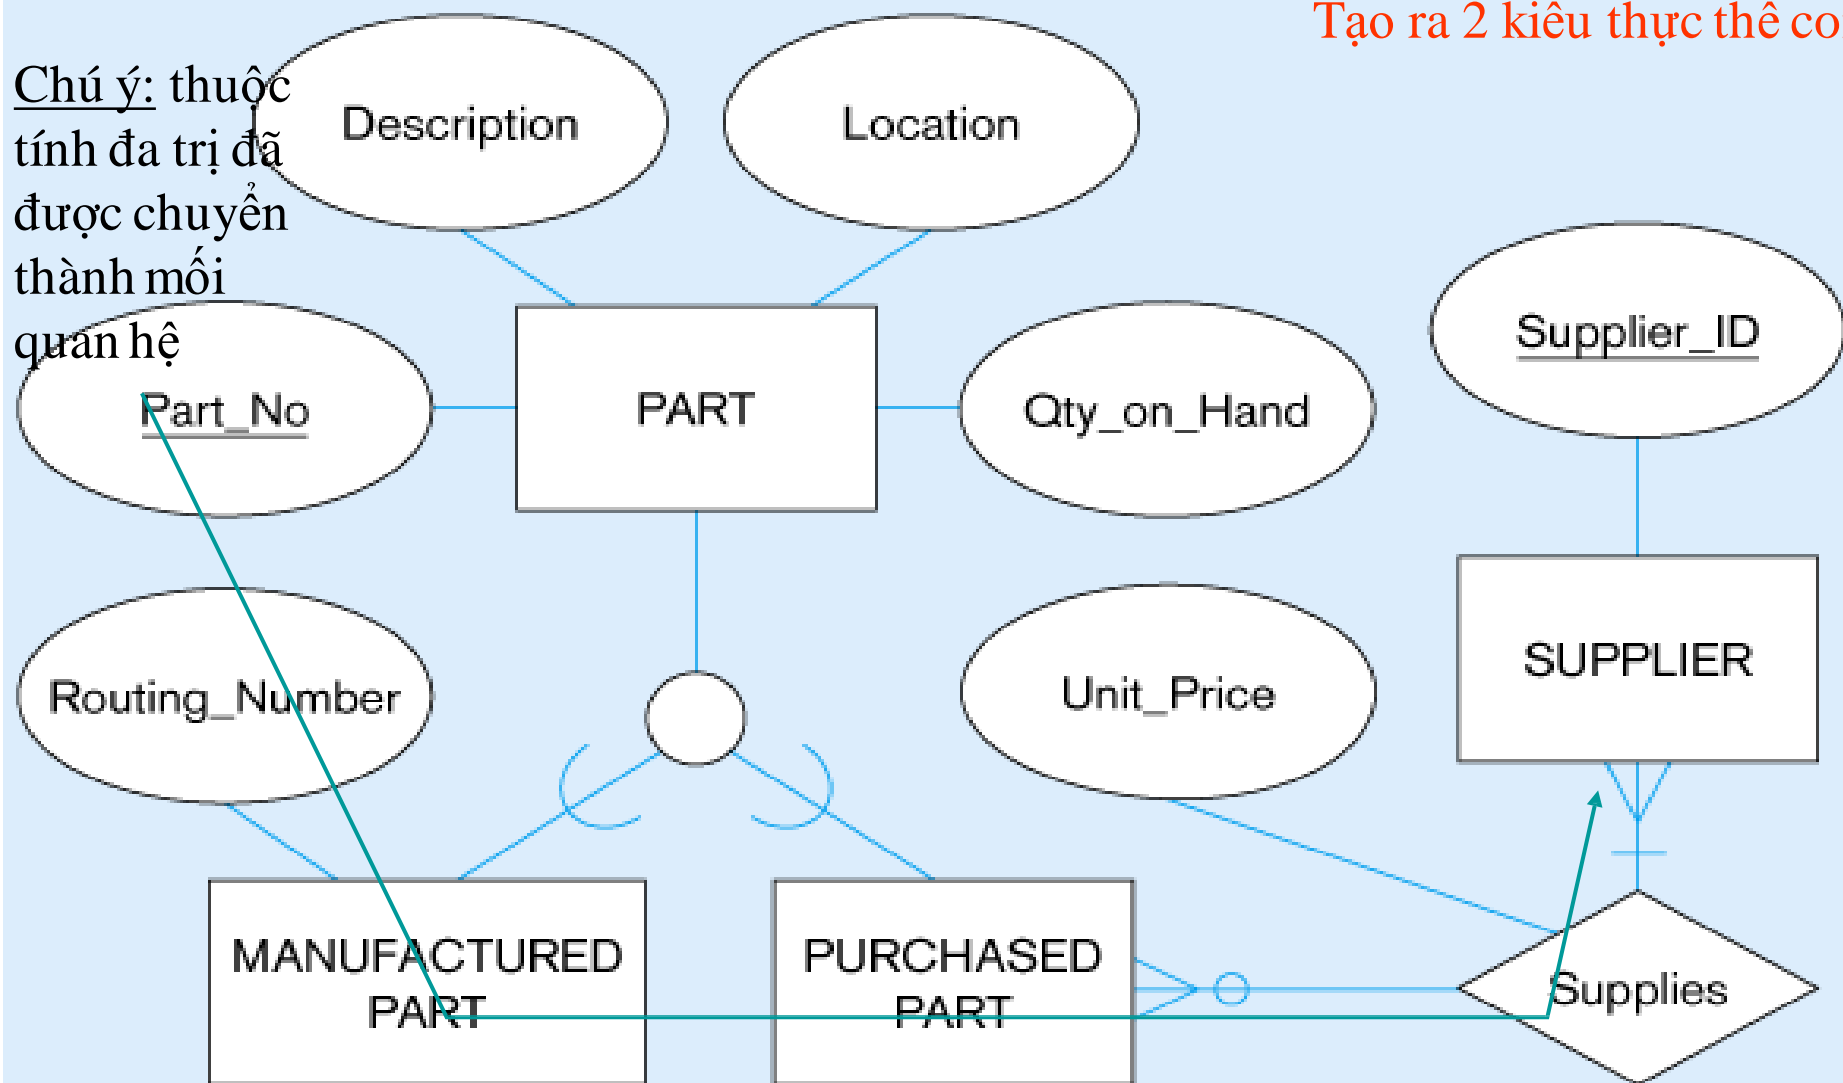 Tạo ra 2 kiểu thực thể co
Chú ý: thuộc
tính đa trị đã
được chuyển
thành mối
quan hệ
Description
Location
Supplier_ID
Part_No
PART
Qty_on_Hand
SUPPLIER
Routing_Number
Unit_Price
MANUFACTURED
PART
PURCHASED
PART
Supplies